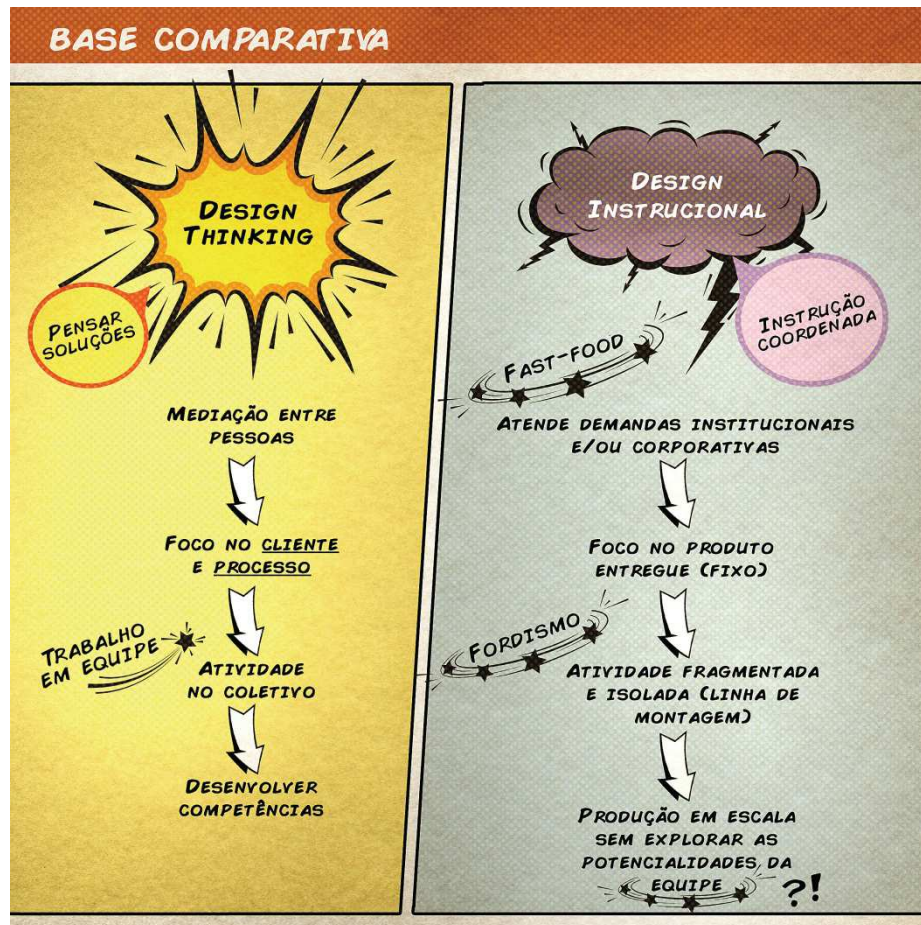 BASE COMPARATIVA
DESIGN
THINKING
PENSAR
SOLUÇÕES
MEDIAÇÃO ENTRE
PESSOAS
FOCO NO CLIENTE
E PROCESSO
TRABALHO
EM EQUIPE
ATIVIDADE
NO COLETIVO
DESENVOLVER
COMPETÊNCIAS
DESIGN
INSTRUCIONAL
INSTRUÇÃO
COORDENADA
FAST-FOOD
ATENDE DEMANDAS INSTITUCIONAIS
E/OU CORPORATIVAS
FOCO NO PRODUTO
ENTREGUE (FIXO)
FORDISMO
ATIVIDADE FRAGMENTADA
E ISOLADA (LINHA DE
MONTAGEM)
PRODUÇÃO EM ESCALA
SEM EXPLORAR AS
POTENCIALIDADES DA
EQUIPE ?!